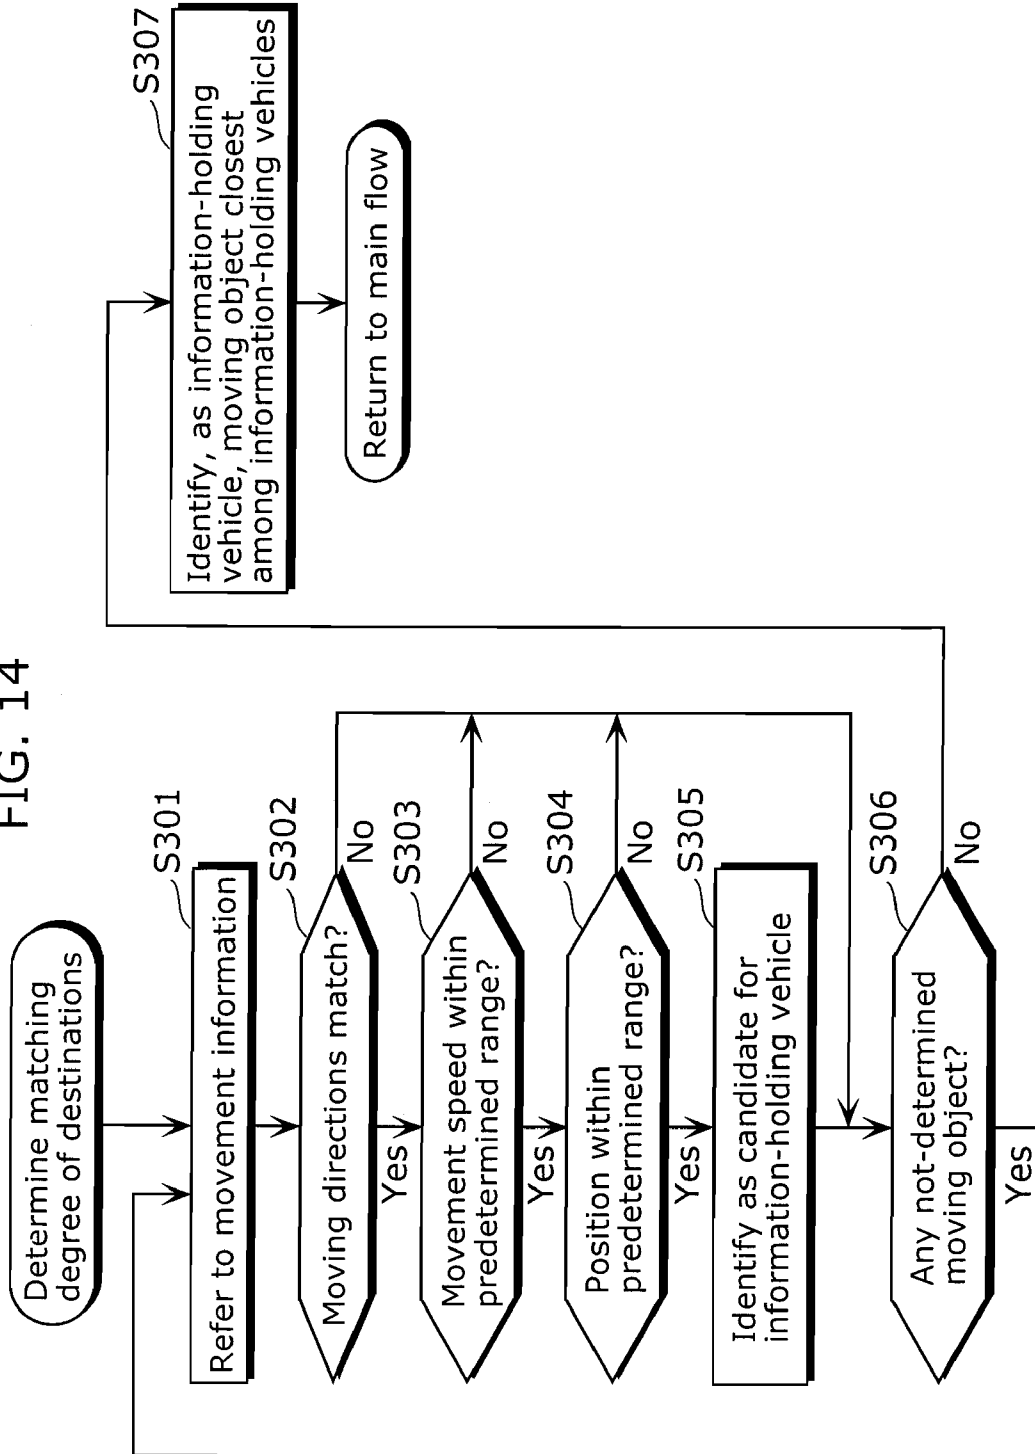 FIG. 14
Determine matching
degree of destinations
S301
Refer to movement information
S302
Moving directions match?
No
Yes
S303
Movement speed within
predetermined range?
No
Yes
S304
Position within
predetermined range?
No
Yes
S305
Identify as candidate for
information-holding vehicle
S306
Any not-determined
moving object?
No
Yes
S307
Identify, as information-holding
vehicle, moving object closest
among information-holding vehicles
Return to main flow